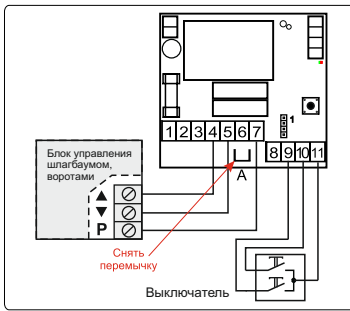 1
1 2 3 4 5 6 7
8 9 10 11
A
Блок управления
шлагбаумом,
воротами
▲
▼
P
Снять
перемычку
Выключатель